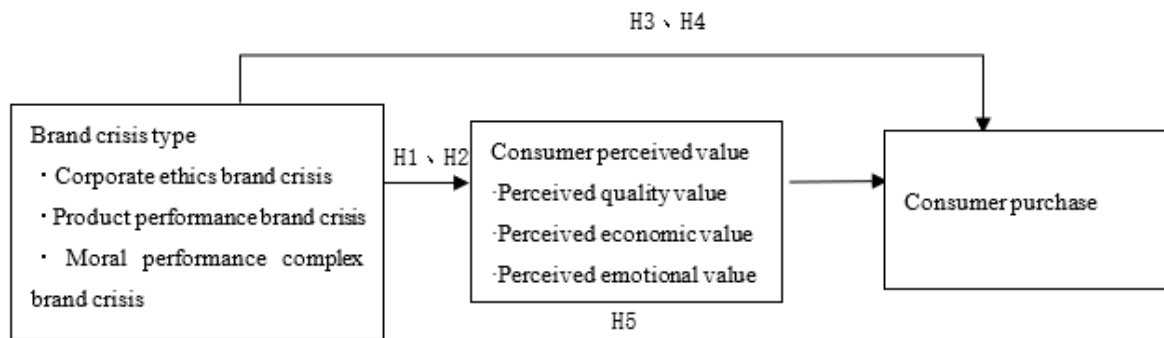 H3、H4
Brand crisis type
・Corporate ethics brand crisis
・Product performance brand crisis
・ Moral performance complex
brand crisis
H1、H2
Consumer perceived value
·Perceived quality value
·Perceived economic value
·Perceived emotional value
H5
Consumer purchase